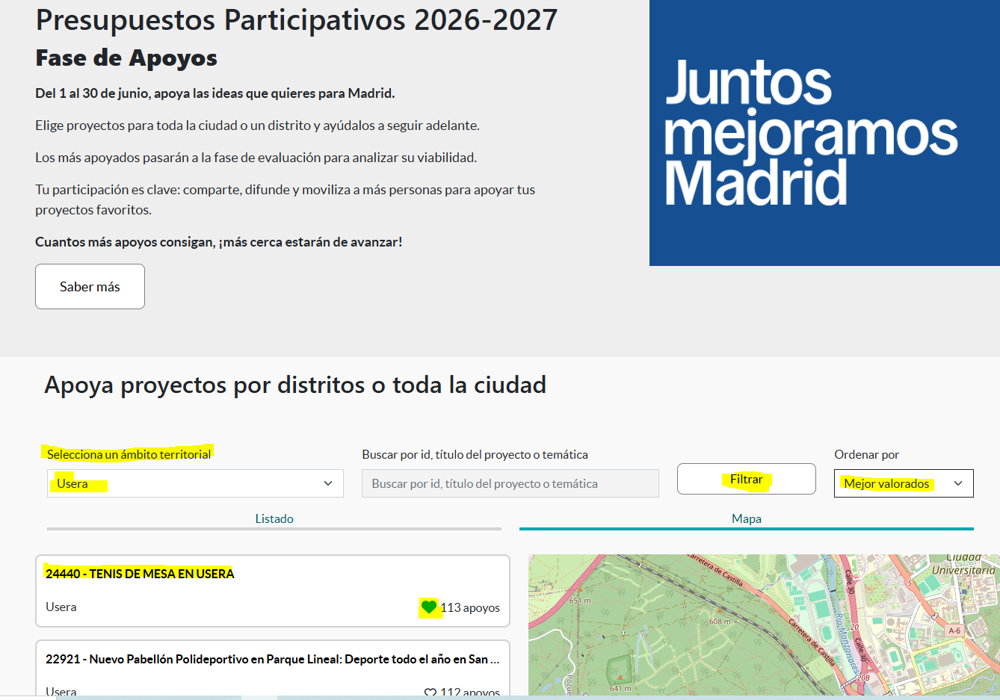 Presupuestos Participativos 2026-2027
Fase de Apoyos
Del 1 al 30 de junio, apoya las ideas que quieres para Madrid.
Elige proyectos para toda la ciudad o un distrito y ayúdalos a seguir adelante.
Los más apoyados pasarán a la fase de evaluación para analizar su viabilidad.
Tu participación es clave: comparte, difunde y moviliza a más personas para apoyar tus
proyectos favoritos.
Cuantos más apoyos consigan, ¡más cerca estarán de avanzar!
Saber más
Juntos
mejoramos
Madrid
Apoya proyectos por distritos o toda la ciudad
Selecciona un ámbito territorial
Usera
Buscar por id, título del proyecto o temática
Buscar por id, título del proyecto o temática
Filtrar
Ordenar por
Mejor valorados
Listado
Mapa
24440 - TENIS DE MESA EN USERA
Usera
113 apoyos
22921 - Nuevo Pabellón Polideportivo en Parque Lineal: Deporte todo el año en San ...
Usera
112 apoyos
Carretera de Castilla
Calle 30
Ciudad
Universitaria
5
651 m
608 m
Río Manzanares
20
A-6
Carretera de Castilla
Calle 30
641 m
20B